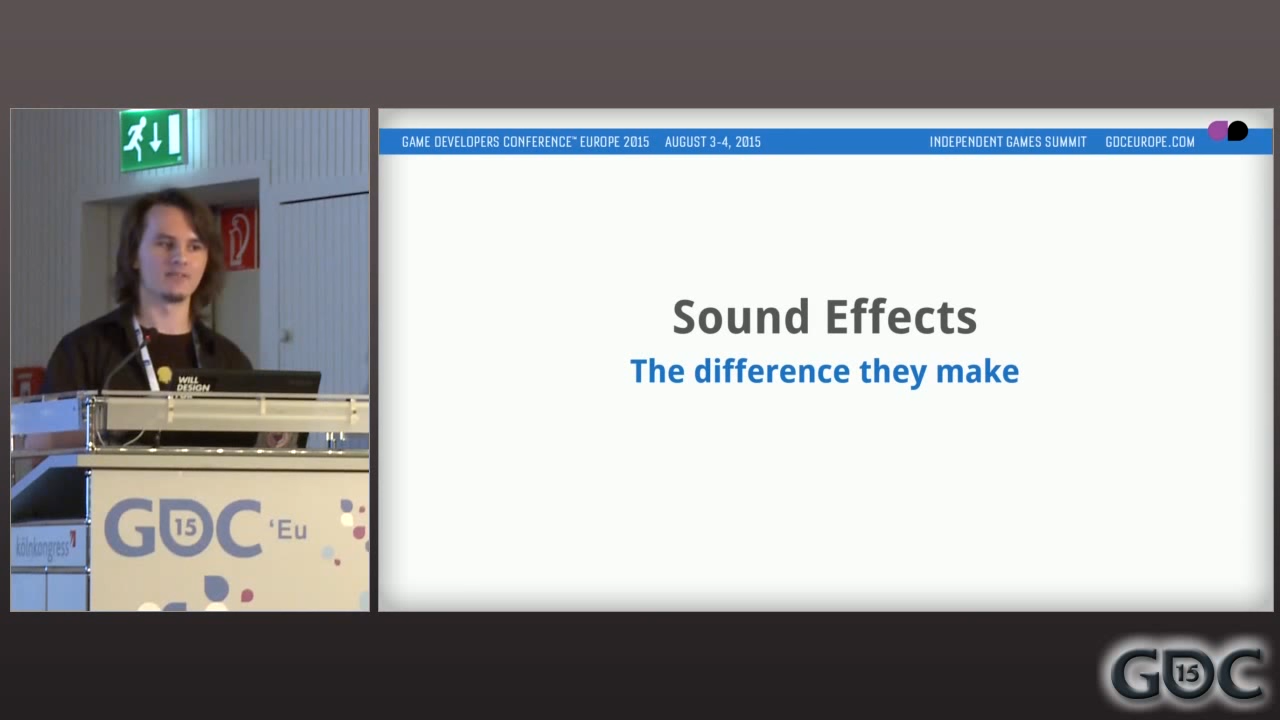 GAME DEVELOPERS CONFERENCE™ EUROPE 2015 AUGUST 3-4, 2015 INDEPENDENT GAMES SUMMIT GDCEUROPE.COM
Sound Effects
The difference they make
WILL
DESIGN
GDC 15 'Eu
kölnkongress
GDC 15